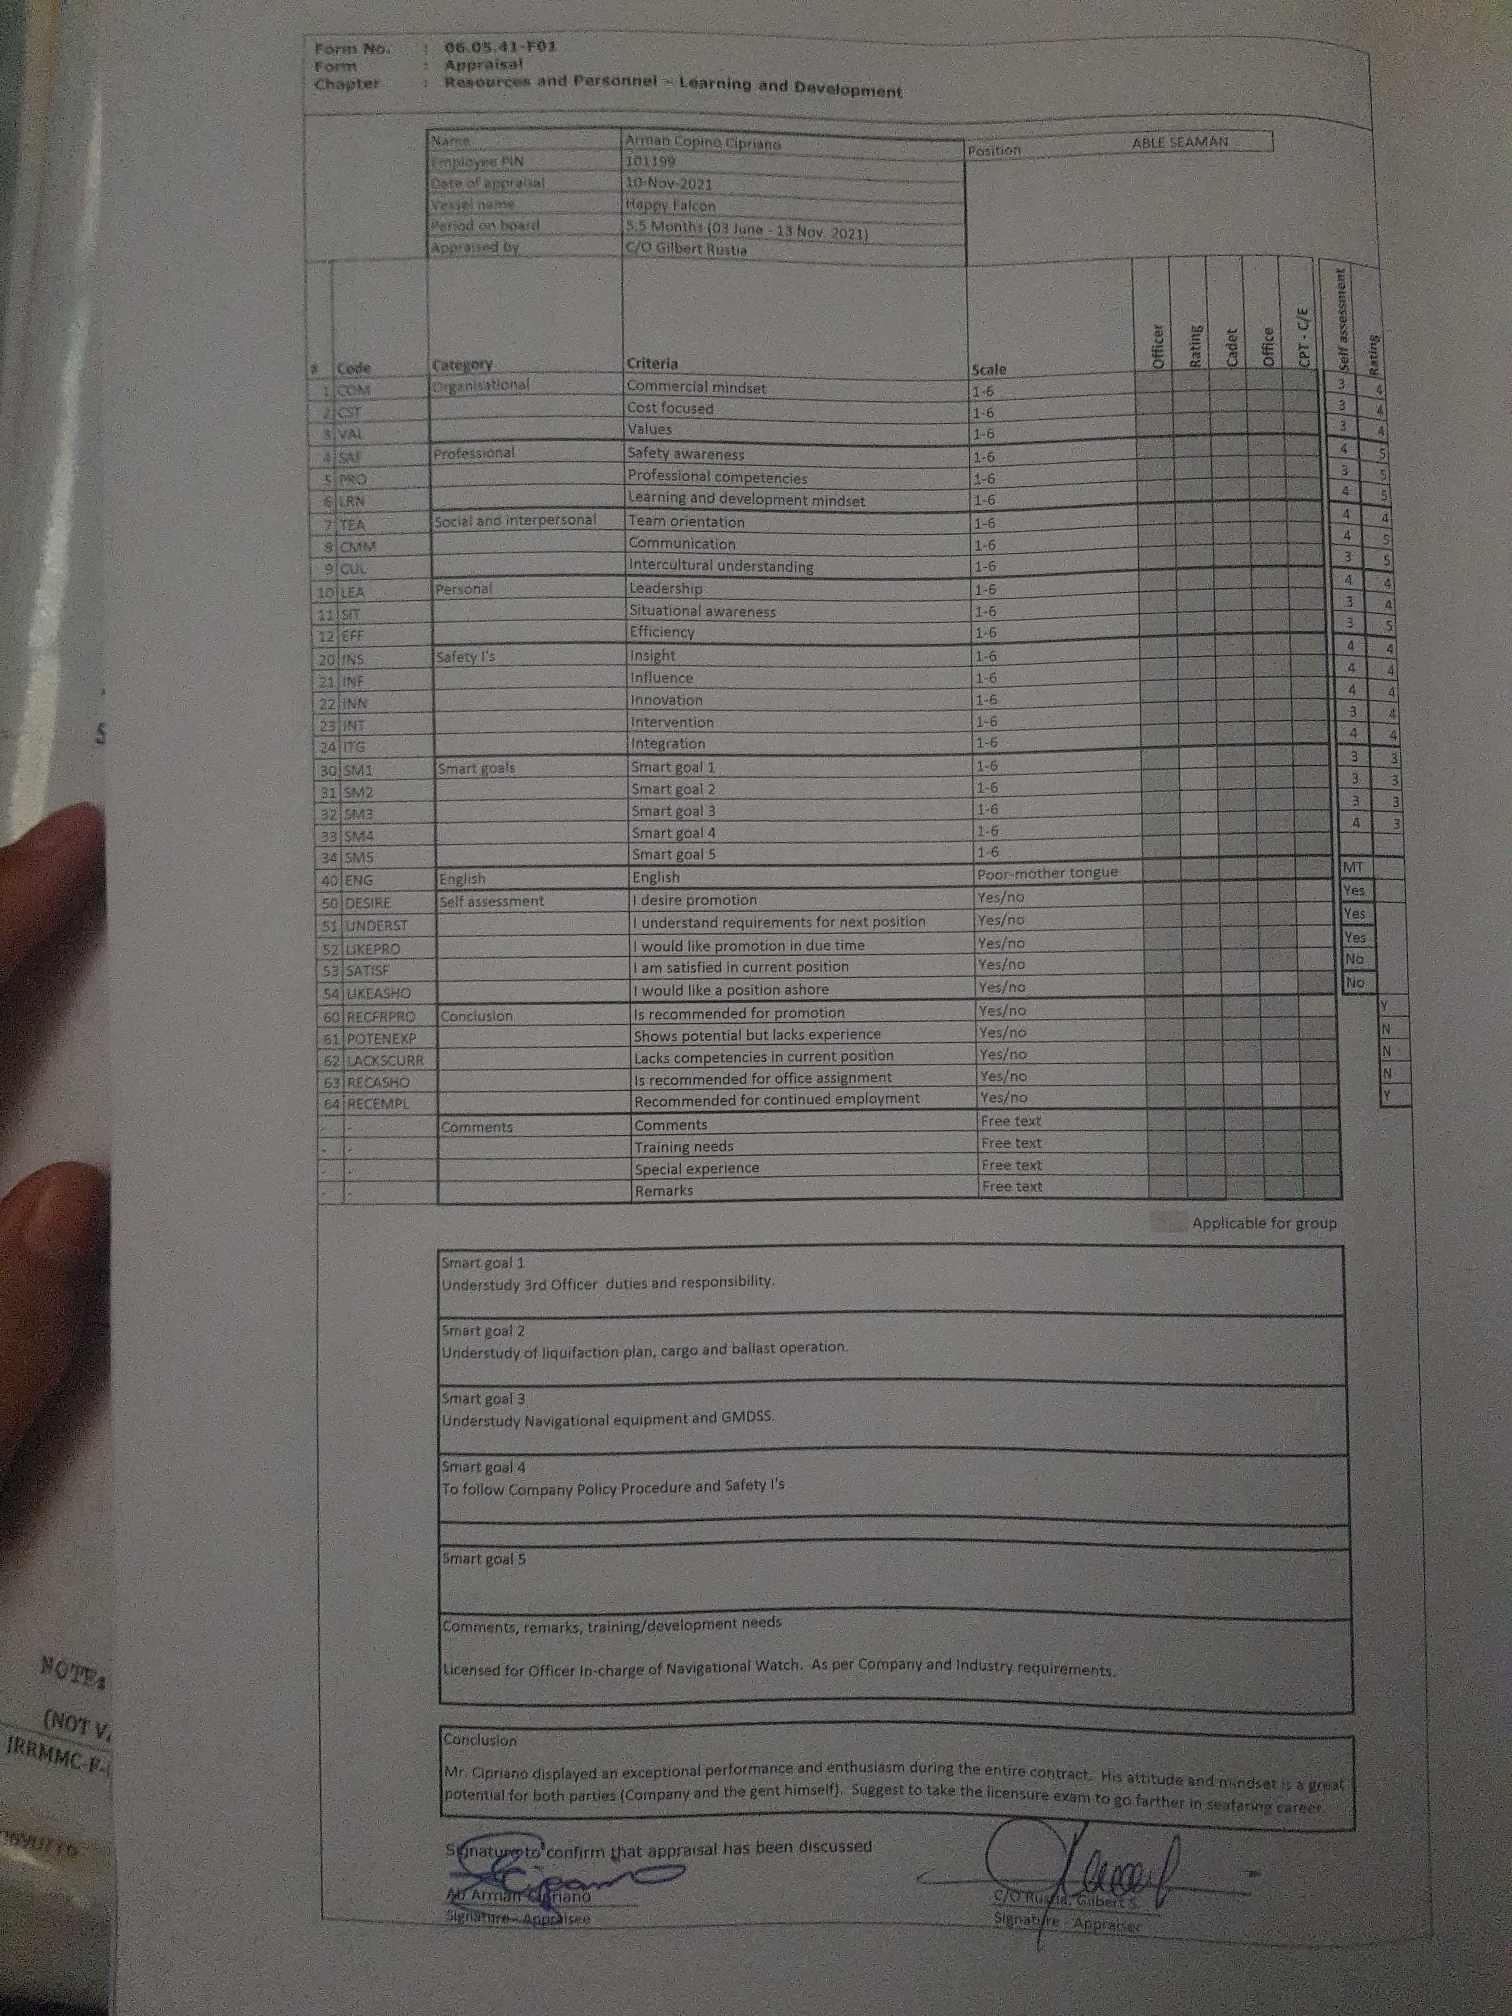 Form No. : 06.05.41-F01
Form : Appraisal
Chapter : Resources and Personnel - Learning and Development
Name Arman Copino Cipriano Position ABLE SEAMAN
Employee PIN 101199
Date of appraisal 10-Nov-2021
Vessel name Happy Falcon
Period on board 5.5 Months (03 June - 13 Nov. 2021)
Appraised by C/O Gilbert Rustia
# Code Category Criteria Scale Officer Rating Cadet Office CPT - C/E Self assessment Rating
1 COM Organisational Commercial mindset 1-6 3 4
2 CST Cost focused 1-6 3 4
3 VAL Values 1-6 3 4
4 SAF Professional Safety awareness 1-6 4 5
5 PRO Professional competencies 1-6 3 5
6 LRN Learning and development mindset 1-6 4 5
7 TEA Social and interpersonal Team orientation 1-6 4 4
8 CMM Communication 1-6 4 5
9 CUL Intercultural understanding 1-6 3 5
10 LEA Personal Leadership 1-6 4 4
11 SIT Situational awareness 1-6 3 4
12 EFF Efficiency 1-6 3 5
20 INS Safety I's Insight 1-6 4 4
21 INF Influence 1-6 4 4
22 INN Innovation 1-6 4 4
23 INT Intervention 1-6 3 4
24 ITG Integration 1-6 4 4
30 SM1 Smart goals Smart goal 1 1-6 3 3
31 SM2 Smart goal 2 1-6 3 3
32 SM3 Smart goal 3 1-6 3 3
33 SM4 Smart goal 4 1-6 4 3
34 SM5 Smart goal 5 1-6
40 ENG English English Poor-mother tongue MT
50 DESIRE Self assessment I desire promotion Yes/no Yes
51 UNDERST I understand requirements for next position Yes/no Yes
52 LIKEPRO I would like promotion in due time Yes/no Yes
53 SATISF I am satisfied in current position Yes/no No
54 LIKEASHO I would like a position ashore Yes/no No
60 RECFRPRO Conclusion Is recommended for promotion Yes/no Y
61 POTENEXP Shows potential but lacks experience Yes/no N
62 LACKSCURR Lacks competencies in current position Yes/no N
63 RECASHO Is recommended for office assignment Yes/no N
64 RECEMPL Recommended for continued employment Yes/no Y
- - Comments Comments Free text
- - Training needs Free text
- - Special experience Free text
- - Remarks Free text
Applicable for group
Smart goal 1
Understudy 3rd Officer duties and responsibility.
Smart goal 2
Understudy of liquifaction plan, cargo and ballast operation.
Smart goal 3
Understudy Navigational equipment and GMDSS.
Smart goal 4
To follow Company Policy Procedure and Safety I's
Smart goal 5
Comments, remarks, training/development needs
Licensed for Officer In-charge of Navigational Watch. As per Company and Industry requirements.
Conclusion
Mr. Cipriano displayed an exceptional performance and enthusiasm during the entire contract. His attitude and mindset is a great
potential for both parties (Company and the gent himself). Suggest to take the licensure exam to go farther in seafaring career.
Signature to confirm that appraisal has been discussed
AB Arman Cipriano C/O Rustia, Gilbert S.
Signature - Appraisee Signature - Appraiser
5
NOTE:
(NOT VA
JRRMMC-F-